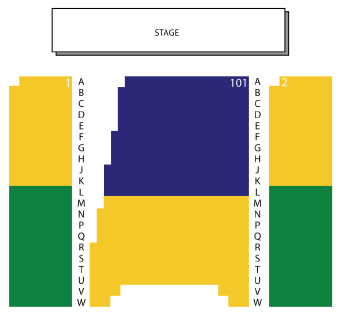 STAGE
1 A 101 A 2
B B
C C
D D
E E
F F
G G
H H
J J
K K
L L
M M
N N
P P
Q Q
R R
S S
T T
U U
V V
W W